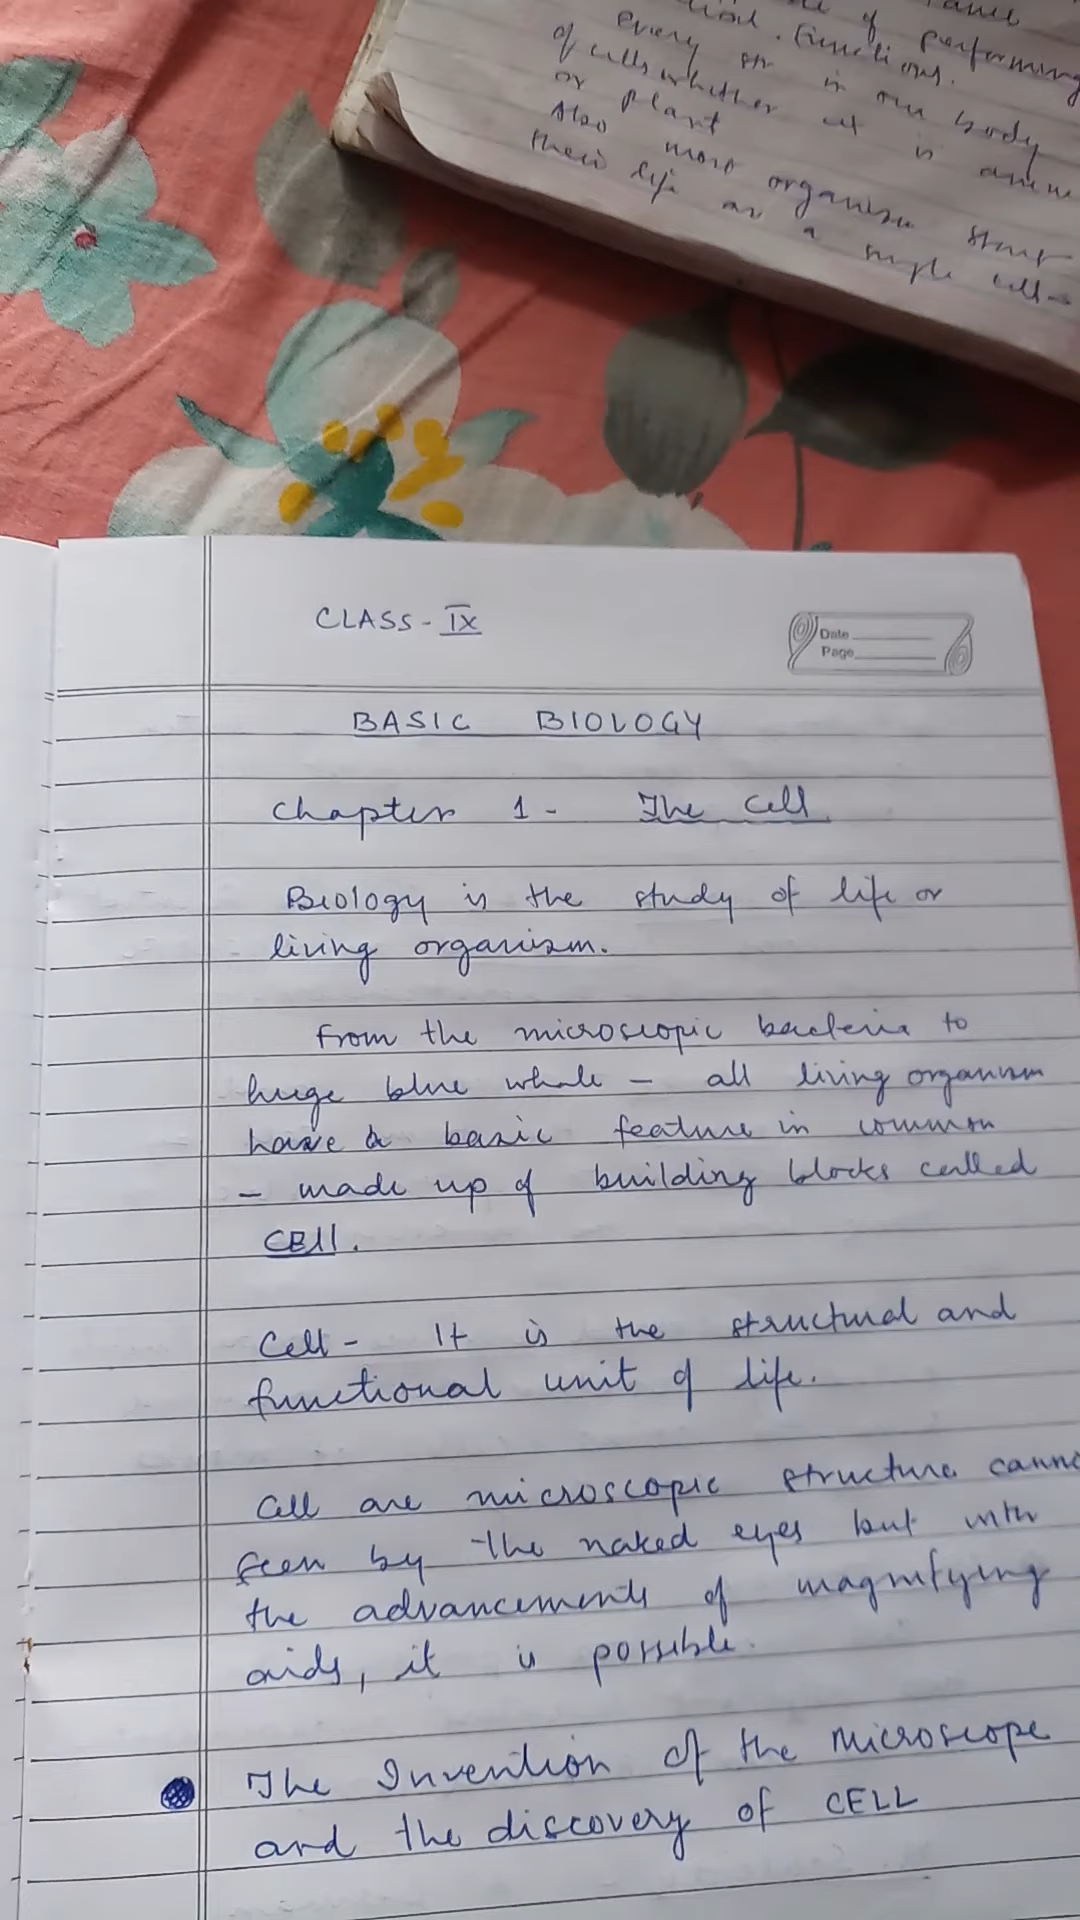 ance
of performing
tional functions.
every str in our body
of cells whether it is anim
or plant
Also most organism start
their life as a single cell
CLASS - IX
Date
Page
BASIC BIOLOGY
Chapter 1 - The Cell
Biology is the study of life or
living organism.
From the microscopic bacteria to
huge blue whale - all living organism
have a basic feature in common
- made up of building blocks called
CELL.
Cell - It is the structural and
functional unit of life.
Cell are microscopic structure canno
seen by the naked eyes but with
the advancements of magnifying
aids, it is possible.
The Invention of the Microscope
and the discovery of CELL